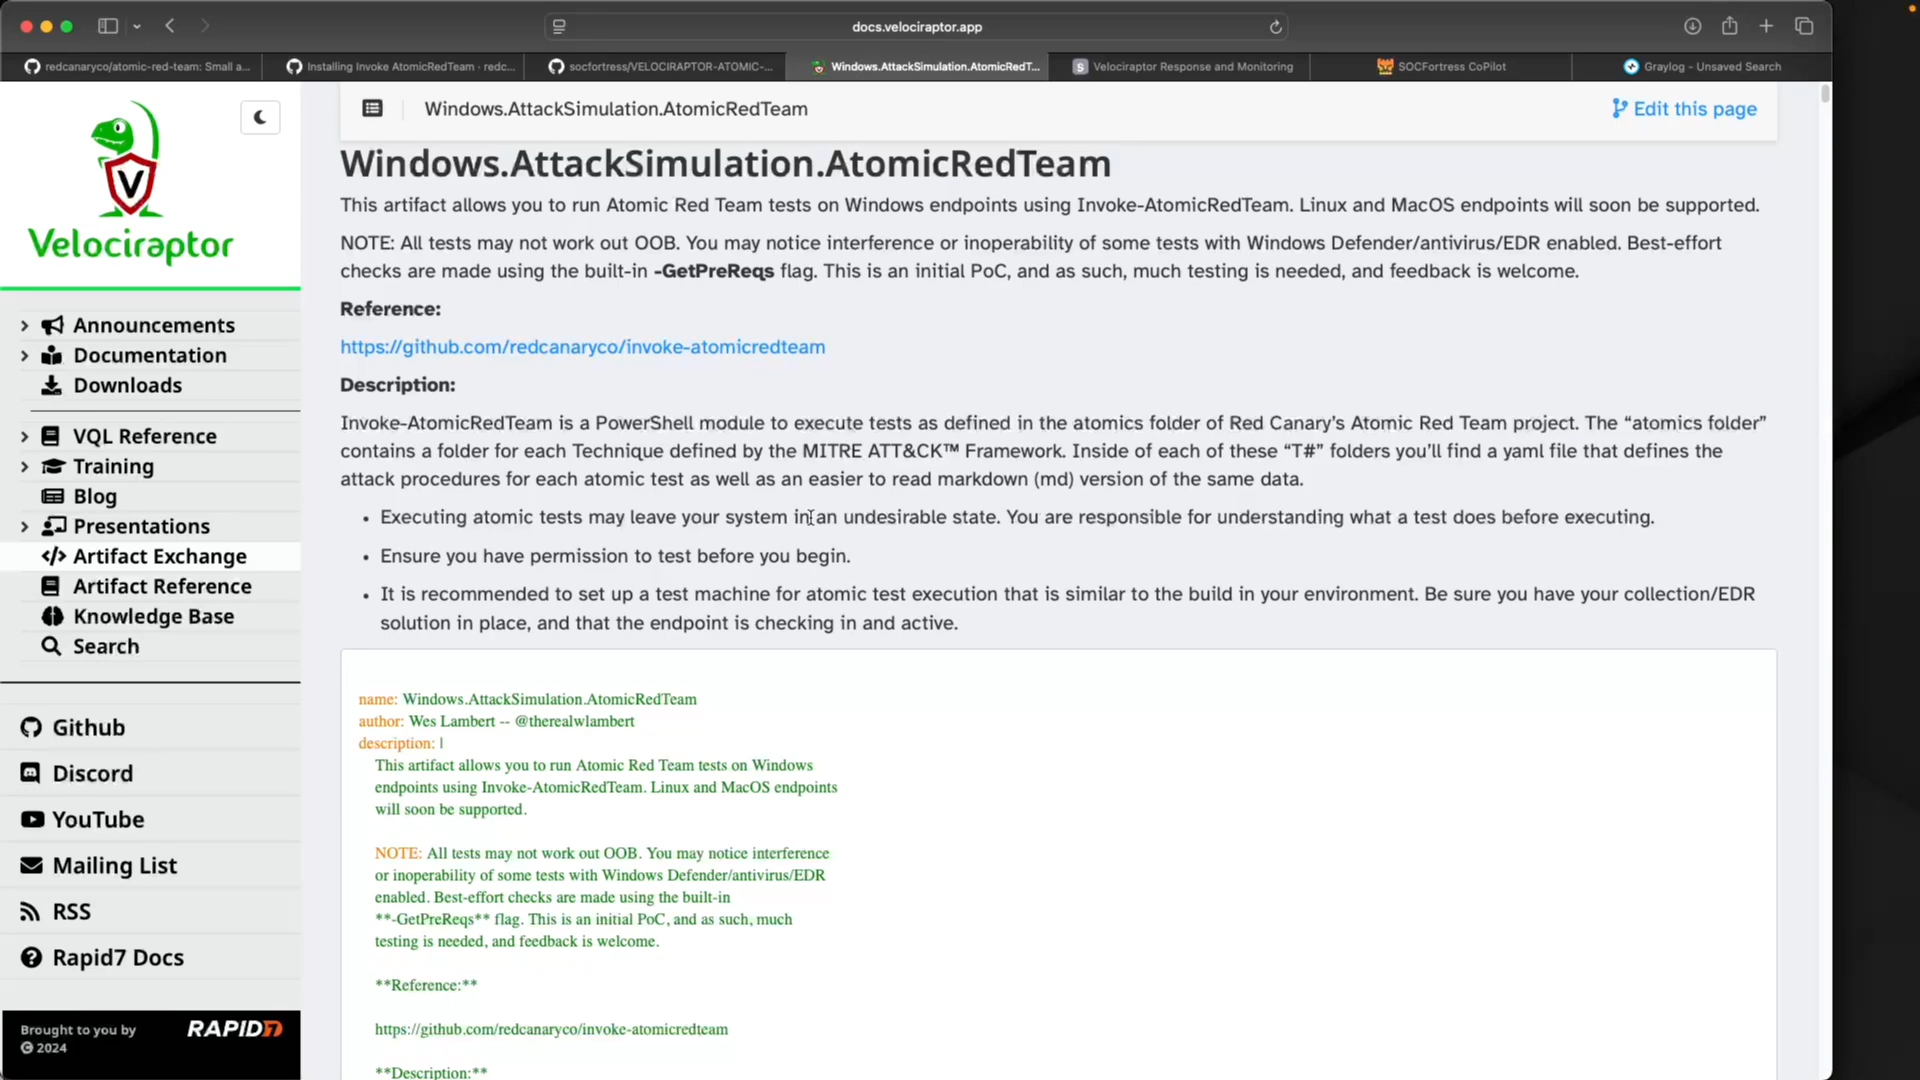 docs.velociraptor.app
redcanaryco/atomic-red-team: Small a...
Installing Invoke AtomicRedTeam · redc...
socfortress/VELOCIRAPTOR-ATOMIC-...
Windows.AttackSimulation.AtomicRedT...
Velociraptor Response and Monitoring
SOCFortress CoPilot
Graylog - Unsaved Search
V
Velociraptor
Announcements
Documentation
Downloads
VQL Reference
Training
Blog
Presentations
Artifact Exchange
Artifact Reference
Knowledge Base
Search
Github
Discord
YouTube
Mailing List
RSS
Rapid7 Docs
Brought to you by
© 2024
RAPID7
Windows.AttackSimulation.AtomicRedTeam
Edit this page
Windows.AttackSimulation.AtomicRedTeam
This artifact allows you to run Atomic Red Team tests on Windows endpoints using Invoke-AtomicRedTeam. Linux and MacOS endpoints will soon be supported.
NOTE: All tests may not work out OOB. You may notice interference or inoperability of some tests with Windows Defender/antivirus/EDR enabled. Best-effort
checks are made using the built-in -GetPreReqs flag. This is an initial PoC, and as such, much testing is needed, and feedback is welcome.
Reference:
https://github.com/redcanaryco/invoke-atomicredteam
Description:
Invoke-AtomicRedTeam is a PowerShell module to execute tests as defined in the atomics folder of Red Canary’s Atomic Red Team project. The “atomics folder”
contains a folder for each Technique defined by the MITRE ATT&CK™ Framework. Inside of each of these “T#” folders you’ll find a yaml file that defines the
attack procedures for each atomic test as well as an easier to read markdown (md) version of the same data.
• Executing atomic tests may leave your system in an undesirable state. You are responsible for understanding what a test does before executing.
• Ensure you have permission to test before you begin.
• It is recommended to set up a test machine for atomic test execution that is similar to the build in your environment. Be sure you have your collection/EDR
solution in place, and that the endpoint is checking in and active.
name: Windows.AttackSimulation.AtomicRedTeam
author: Wes Lambert -- @therealwlambert
description: |
This artifact allows you to run Atomic Red Team tests on Windows
endpoints using Invoke-AtomicRedTeam. Linux and MacOS endpoints
will soon be supported.
NOTE: All tests may not work out OOB. You may notice interference
or inoperability of some tests with Windows Defender/antivirus/EDR
enabled. Best-effort checks are made using the built-in
**-GetPreReqs** flag. This is an initial PoC, and as such, much
testing is needed, and feedback is welcome.
**Reference:**
https://github.com/redcanaryco/invoke-atomicredteam
**Description:**